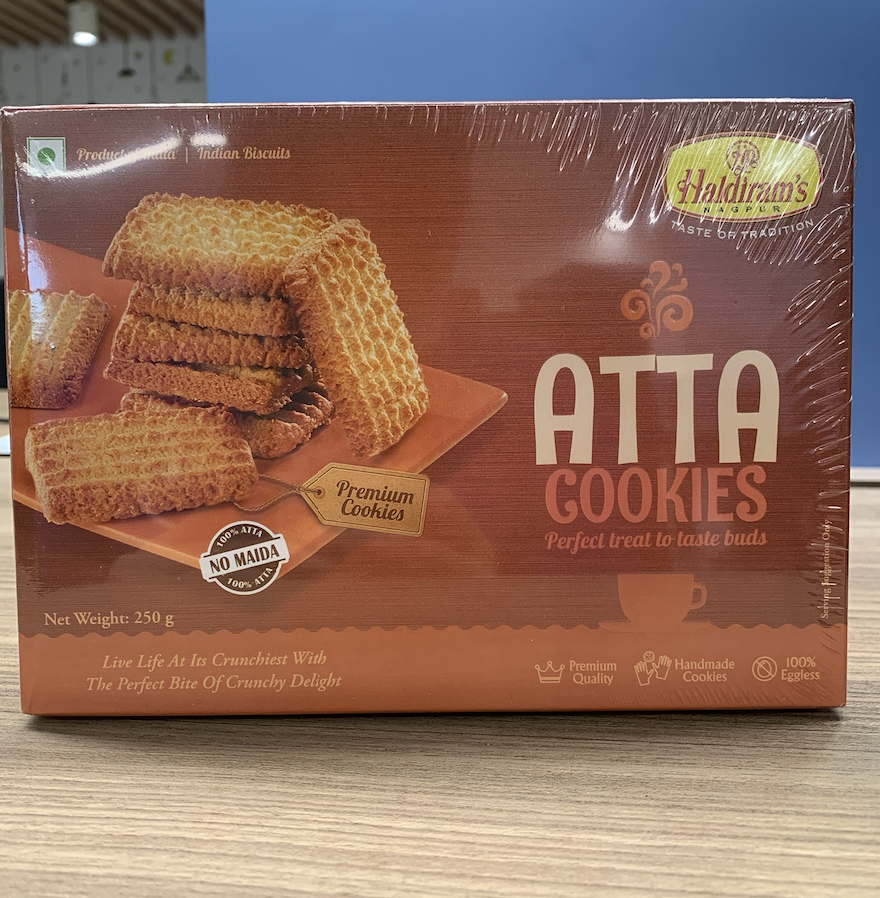 Product of India | Indian Biscuits
Haldiram's
NAGPUR
TASTE OF TRADITION
ATTA
COOKIES
Perfect treat to taste buds
Premium
Cookies
100% ATTA
NO MAIDA
100% ATTA
Serving Suggestion Only
Net Weight: 250 g
Live Life At Its Crunchiest With
The Perfect Bite Of Crunchy Delight
Premium
Quality
Handmade
Cookies
100%
Eggless